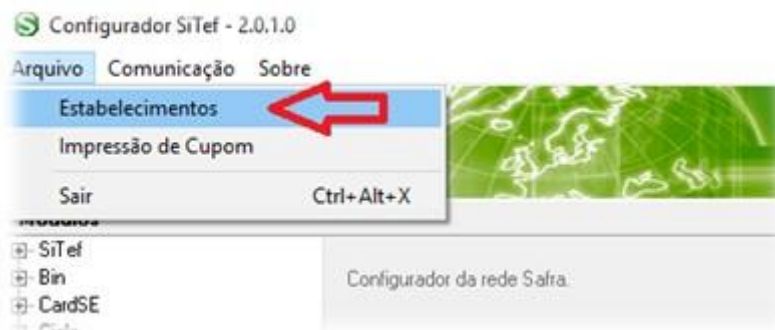 Configurador SiTef - 2.0.1.0
Arquivo Comunicação Sobre
Estabelecimentos
Impressão de Cupom
Sair Ctrl+Alt+X
Módulos
SiTef
Bin
Configurador da rede Safra.
CardSE